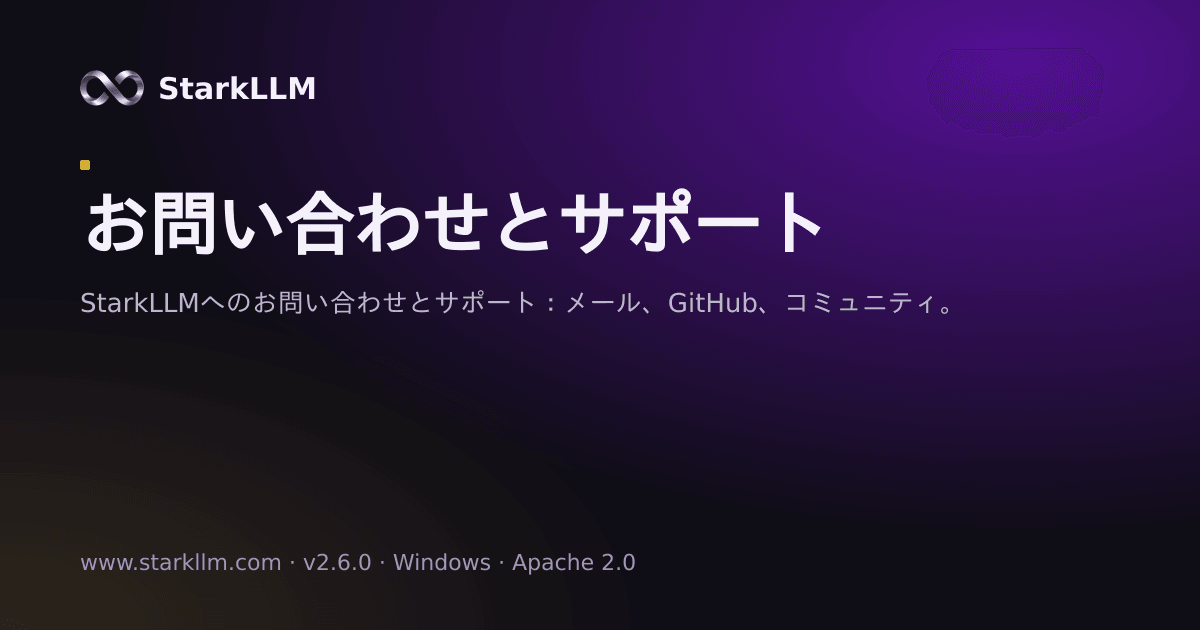 StarkLLM
お問い合わせとサポート
StarkLLMへのお問い合わせとサポート：メール、GitHub、コミュニティ。
www.starkllm.com · v2.6.0 · Windows · Apache 2.0